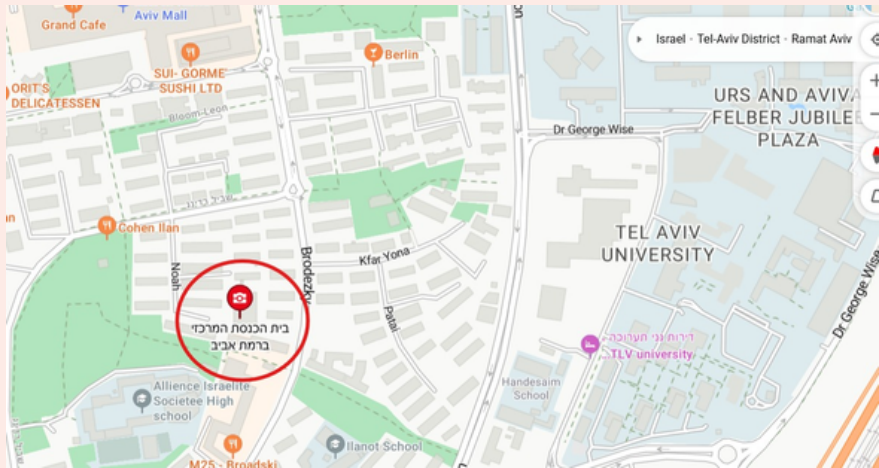 Grand Cafe
Aviv Mall
SUI- GORME
SUSHI LTD
Berlin
ORIT'S
DELICATESSEN
Bloom-Leon
Israel - Tel-Aviv District - Ramat Aviv
URS AND AVIVA
FELBER JUBILEE
PLAZA
Dr George Wise
Cohen Ilan
TEL AVIV
UNIVERSITY
Noah
Brodezky
Kfar Yona
Patai
Dr George Wise
בית הכנסת המרכזי
ברמת אביב
דירות גני תערוכה
TLV university
Alliance Israelite
Societee High
school
Handesaim
School
Ilanot School
M25 - Broadski